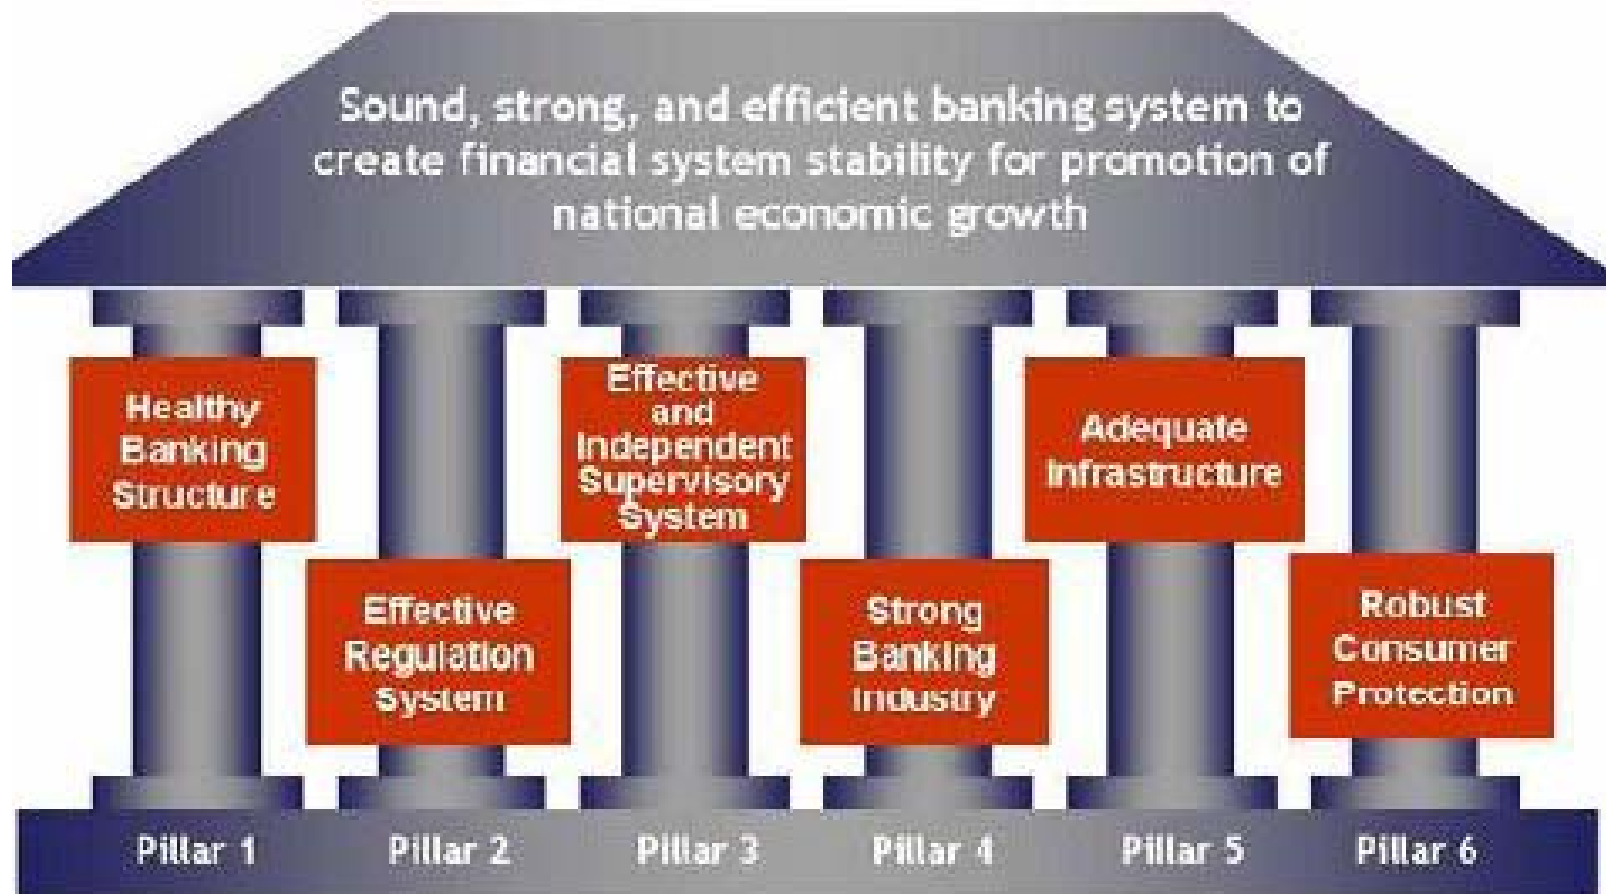 Sound, strong, and efficient banking system to
create financial system stability for promotion of
national economic growth
Healthy
Banking
Structure
Effective
Regulation
System
Effective
and
Independent
Supervisory
System
Strong
Banking
Industry
Adequate
Infrastructure
Robust
Consumer
Protection
Pillar 1
Pillar 2
Pillar 3
Pillar 4
Pillar 5
Pillar 6